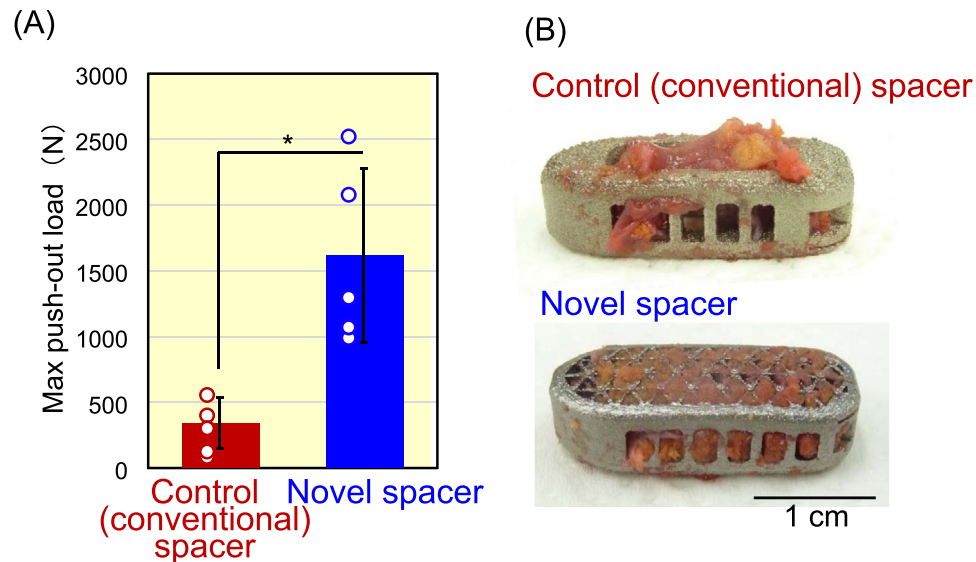 (A)
3000
2500
2000
1500
1000
500
0
Max push-out load （N）
*
Control
(conventional)
spacer
Novel spacer
(B)
Control (conventional) spacer
Novel spacer
1 cm